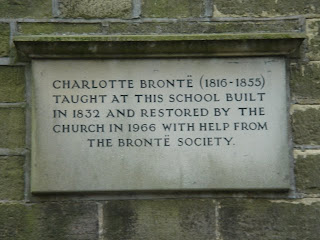 CHARLOTTE BRONTË (1816-1855)
TAUGHT AT THIS SCHOOL BUILT
IN 1832 AND RESTORED BY THE
CHURCH IN 1966 WITH HELP FROM
THE BRONTË SOCIETY.